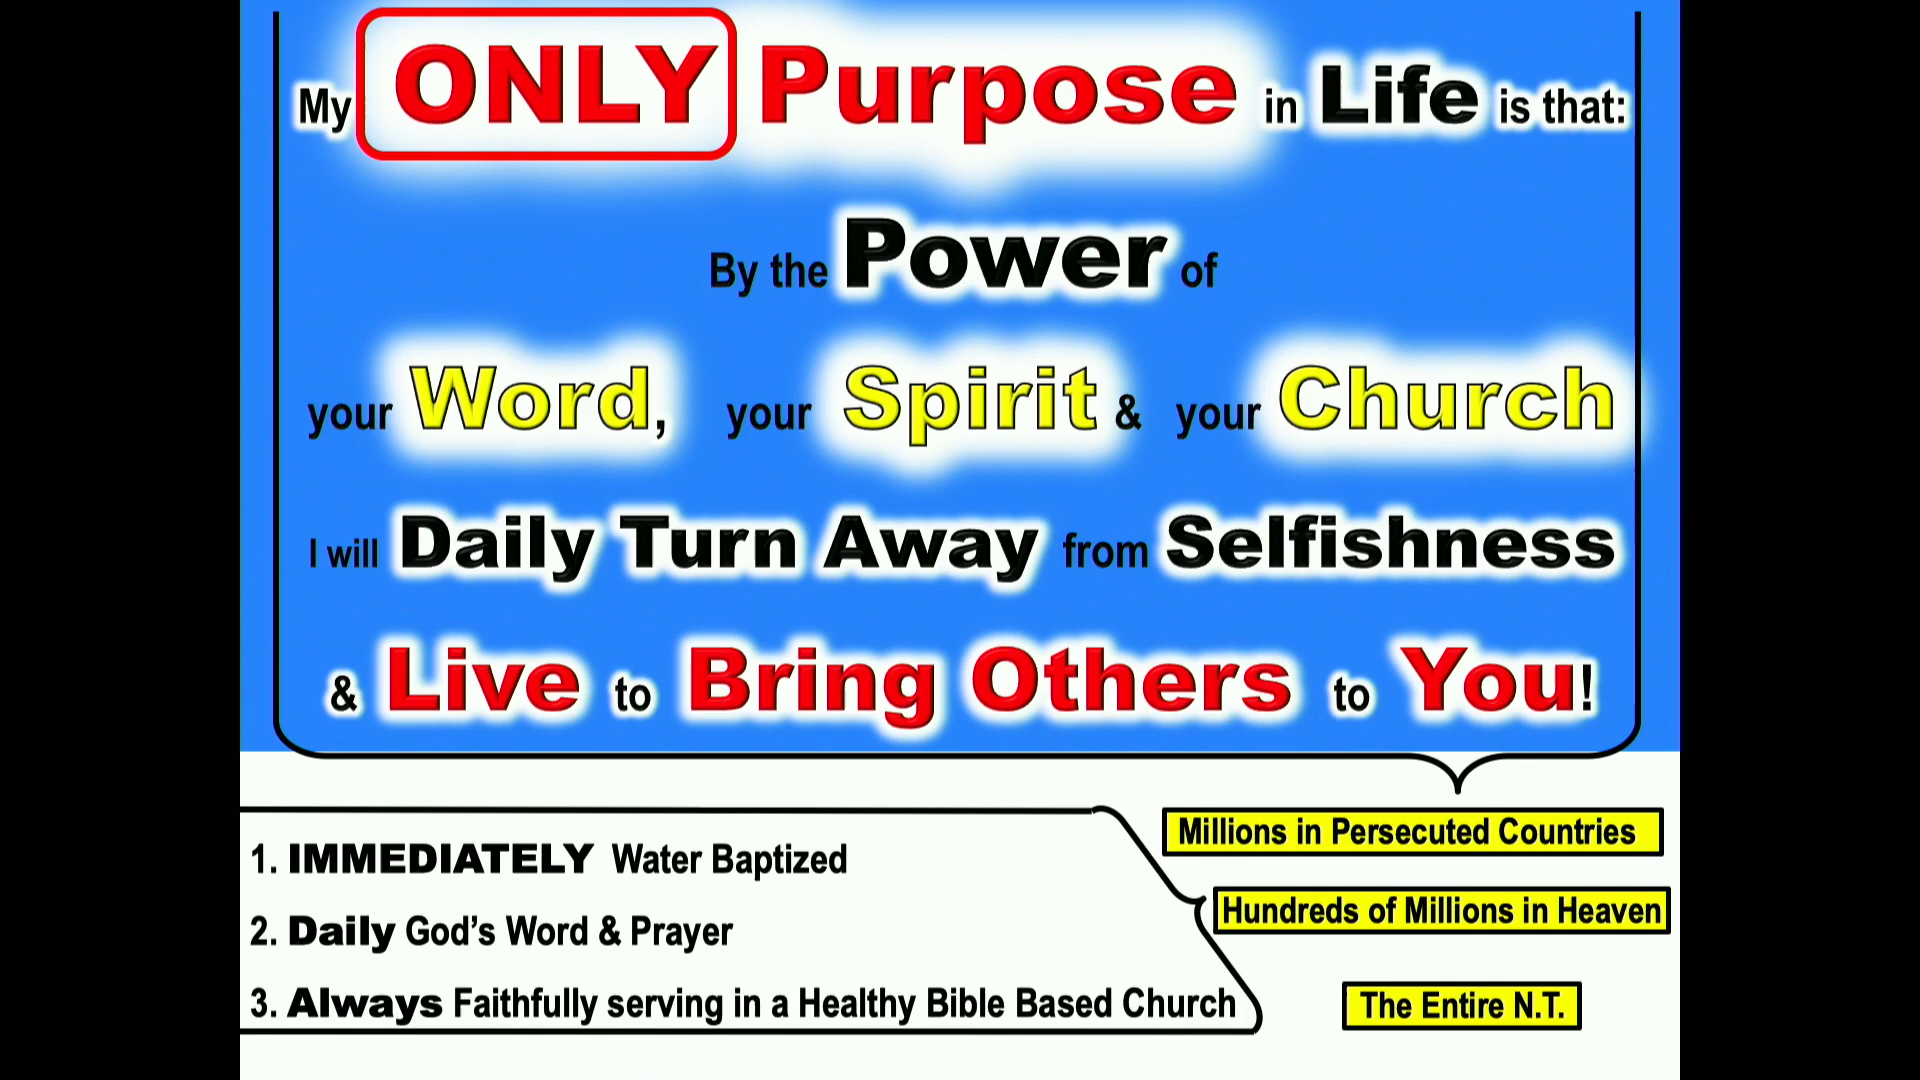 My ONLY Purpose in Life is that:
By the Power of
your Word, your Spirit & your Church
I will Daily Turn Away from Selfishness
& Live to Bring Others to You!
1. IMMEDIATELY Water Baptized
2. Daily God's Word & Prayer
3. Always Faithfully serving in a Healthy Bible Based Church
Millions in Persecuted Countries
Hundreds of Millions in Heaven
The Entire N.T.